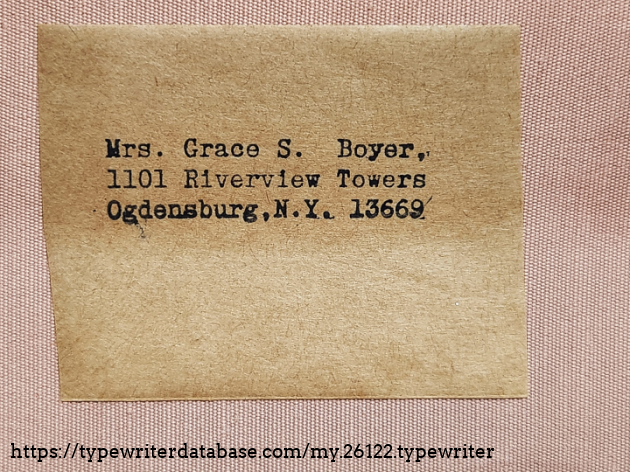 Mrs. Grace S.  Boyer,
1101 Riverview Towers
Ogdensburg,N.Y. 13669
https://typewriterdatabase.com/my.26122.typewriter